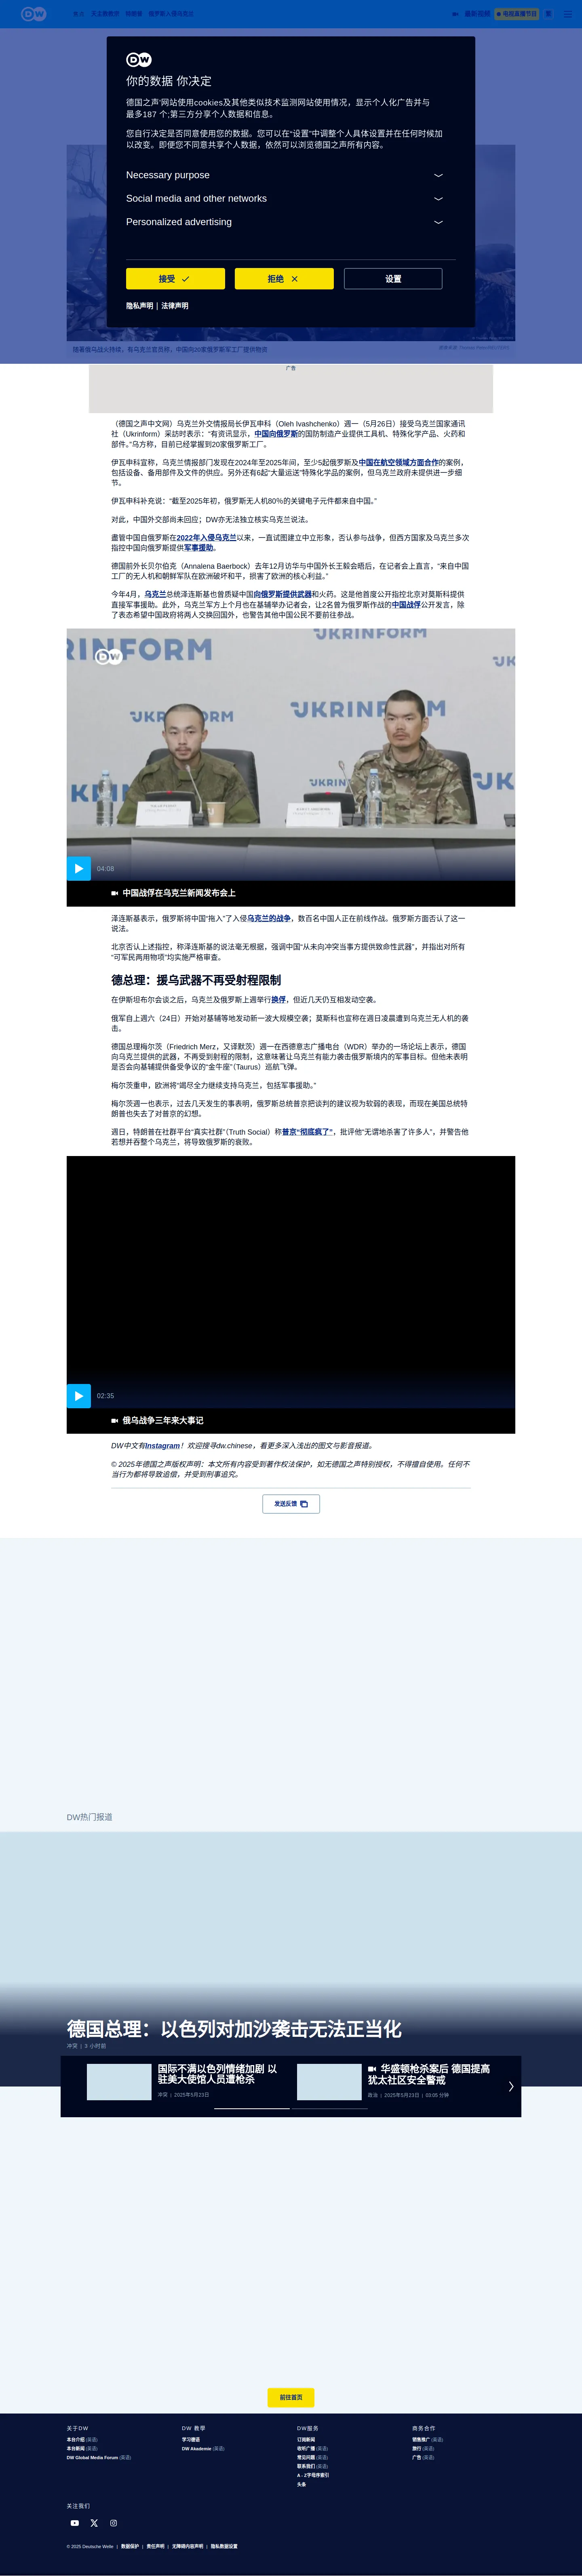 DW
最新视频
电视直播节目
DW
你的数据 你决定
德国之声'网站使用cookies及其他类似技术监测网站使用情况，显示个人化广告并与
最多187 个;第三方分享个人数据和信息。
您自行决定是否同意使用您的数据。您可以在"设置"中调整个人具体设置并在任何时候加
以改变。即便您不同意共享个人数据，依然可以浏览德国之声所有内容。
Necessary purpose
Social media and other networks
Personalized advertising
接受
拒绝
设置
隐私声明 | 法律声明
随着俄乌战火持续，有乌克兰官员称，中国向20家俄罗斯军工厂提供物资
广告
（德国之声中文网）乌克兰外交情报局长伊瓦申科（Oleh Ivashchenko）週一（5月26日）接受乌克兰国家通讯
社（Ukrinform）采訪时表示：“有资讯显示，中国向俄罗斯的国防制造产业提供工具机、特殊化学产品、火药和
部件。”乌方称，目前已经掌握到20家俄罗斯工厂。
伊瓦申科宣称，乌克兰情报部门发现在2024年至2025年间，至少5起俄罗斯及中国在航空领域方面合作的案例，
包括设备、备用部件及文件的供应。另外还有6起“大量运送”特殊化学品的案例，但乌克兰政府未提供进一步细
节。
伊瓦申科补充说：“截至2025年初，俄罗斯无人机80％的关键电子元件都来自中国。”
对此，中国外交部尚未回应；DW亦无法独立核实乌克兰说法。
盡管中国自俄罗斯在2022年入侵乌克兰以来，一直试图建立中立形象，否认参与战争，但西方国家及乌克兰多次
指控中国向俄罗斯提供军事援助。
德国前外长贝尔伯克（Annalena Baerbock）去年12月访华与中国外长王毅会晤后，在记者会上直言，“来自中国
工厂的无人机和朝鲜军队在欧洲破坏和平，损害了欧洲的核心利益。”
今年4月，乌克兰总统泽连斯基也曾质疑中国向俄罗斯提供武器和火药。这是他首度公开指控北京对莫斯科提供
直接军事援助。此外，乌克兰军方上个月也在基辅举办记者会，让2名曾为俄罗斯作战的中国战俘公开发言，除
了表态希望中国政府将两人交换回国外，也警告其他中国公民不要前往参战。
DW
04:08
中国战俘在乌克兰新闻发布会上
泽连斯基表示，俄罗斯将中国“拖入”了入侵乌克兰的战争，数百名中国人正在前线作战。俄罗斯方面否认了这一
说法。
北京否认上述指控，称泽连斯基的说法毫无根据，强调中国“从未向冲突当事方提供致命性武器”，并指出对所有
“可军民两用物项”均实施严格审查。
德总理：援乌武器不再受射程限制
在伊斯坦布尔会谈之后，乌克兰及俄罗斯上週举行换俘，但近几天仍互相发动空袭。
俄军自上週六（24日）开始对基辅等地发动新一波大规模空袭；莫斯科也宣称在週日凌晨遭到乌克兰无人机的袭
击。
德国总理梅尔茨（Friedrich Merz，又译默茨）週一在西德意志广播电台（WDR）举办的一场论坛上表示，德国
向乌克兰提供的武器，不再受到射程的限制，这意味著让乌克兰有能力袭击俄罗斯境内的军事目标。但他未表明
是否会向基辅提供备受争议的“金牛座”（Taurus）巡航飞弹。
梅尔茨重申，欧洲将“竭尽全力继续支持乌克兰，包括军事援助。”
梅尔茨週一也表示，过去几天发生的事表明，俄罗斯总统普京把谈判的建议视为软弱的表现，而现在美国总统特
朗普也失去了对普京的幻想。
週日，特朗普在社群平台“真实社群”（Truth Social）称普京“彻底疯了”，批评他“无谓地杀害了许多人”，并警告他
若想并吞整个乌克兰，将导致俄罗斯的衰败。
02:35
俄乌战争三年来大事记
DW中文有Instagram！欢迎搜寻dw.chinese，看更多深入浅出的图文与影音报道。
© 2025年德国之声版权声明：本文所有内容受到著作权法保护，如无德国之声特别授权，不得擅自使用。任何不
当行为都将导致追偿，并受到刑事追究。
发送反馈
DW热门报道
德国总理：以色列对加沙袭击无法正当化
冲突 | 3 小时前
国际不满以色列情绪加剧 以
驻美大使馆人员遭枪杀
冲突 | 2025年5月23日
华盛顿枪杀案后 德国提高
犹太社区安全警戒
政治 | 2025年5月23日 | 03:05 分钟
前往首页
关于DW
本台介绍 (英语)
本台新闻 (英语)
DW Global Media Forum (英语)
DW 教学
学习德语
DW Akademie (英语)
DW服务
订阅新闻
收听广播 (英语)
常见问题 (英语)
联系我们 (英语)
A - Z字母序索引
头条
商务合作
销售推广 (英语)
旅行 (英语)
广告 (英语)
关注我们
© 2025 Deutsche Welle | 数据保护 | 责任声明 | 无障碍内容声明 | 隐私数据设置